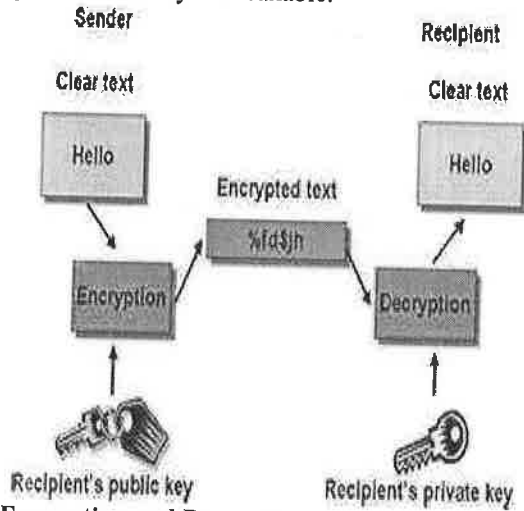 Sender
Recipient
Clear text
Clear text
Hello
Hello
Encrypted text
%fd$jh
Encryption
Decryption
Recipient's public key
Recipient's private key